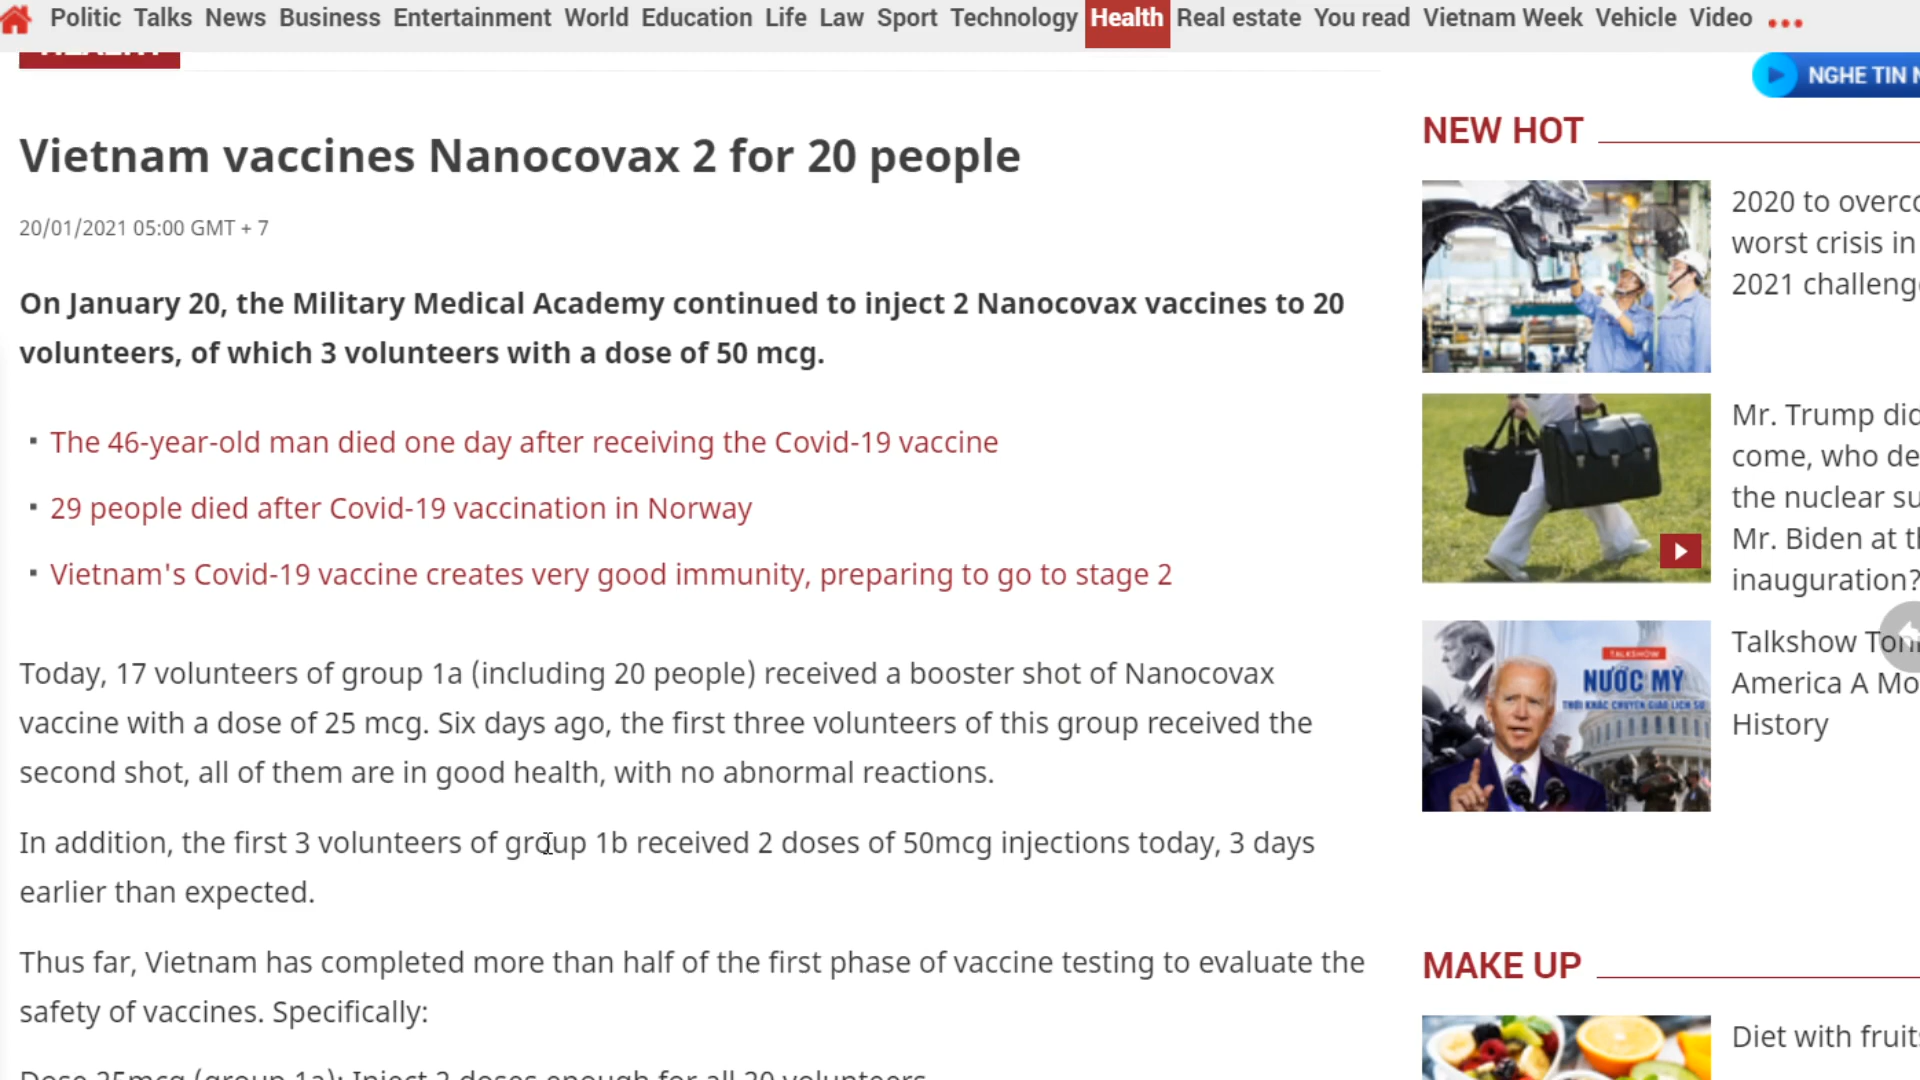 Politic Talks News Business Entertainment World Education Life Law Sport Technology Health Real estate You read Vietnam Week Vehicle Video
NGHE TIN
Vietnam vaccines Nanocovax 2 for 20 people
20/01/2021 05:00 GMT + 7
On January 20, the Military Medical Academy continued to inject 2 Nanocovax vaccines to 20
volunteers, of which 3 volunteers with a dose of 50 mcg.
▪ The 46-year-old man died one day after receiving the Covid-19 vaccine
▪ 29 people died after Covid-19 vaccination in Norway
▪ Vietnam's Covid-19 vaccine creates very good immunity, preparing to go to stage 2
Today, 17 volunteers of group 1a (including 20 people) received a booster shot of Nanocovax
vaccine with a dose of 25 mcg. Six days ago, the first three volunteers of this group received the
second shot, all of them are in good health, with no abnormal reactions.
In addition, the first 3 volunteers of group 1b received 2 doses of 50mcg injections today, 3 days
earlier than expected.
Thus far, Vietnam has completed more than half of the first phase of vaccine testing to evaluate the
safety of vaccines. Specifically:
Dose 25mcg (group 1a): Inject 2 doses enough for all 20 volunteers
NEW HOT
2020 to
worst crisis in
2021
Mr. Trump
come, who
the nuclear
Mr. Biden at
inauguration?
TALKSHOW
NƯỚC MỸ
THỜI KHẮC CHUYỂN GIAO LỊCH SỬ
Talkshow
America A
History
MAKE UP
Diet with